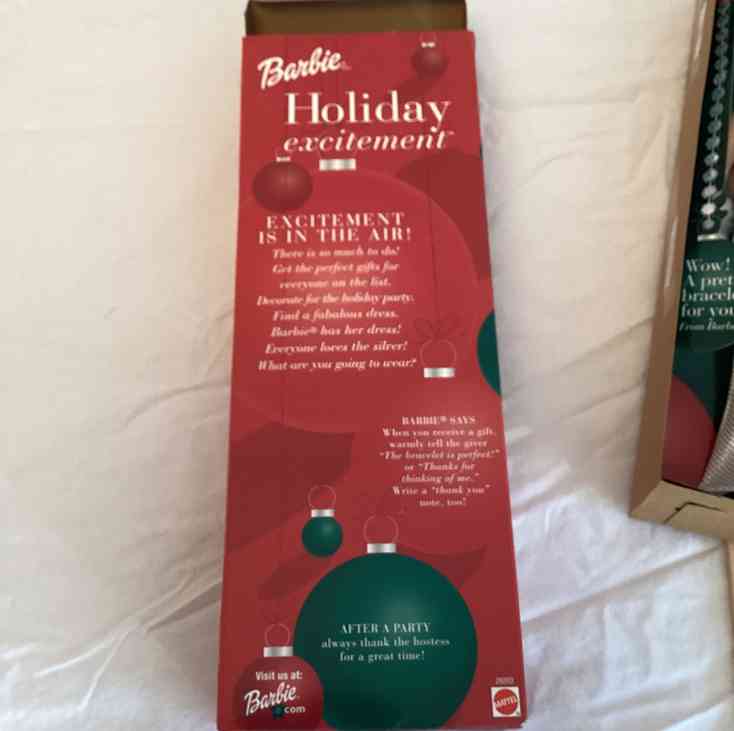 Barbie
Holiday
excitement™
EXCITEMENT
IS IN THE AIR!
There is so much to do!
Get the perfect gifts for
everyone on the list.
Decorate for the holiday party.
Find a fabulous dress.
Barbie® has her dress!
Everyone loves the silver!
What are you going to wear?
BARBIE® SAYS
When you receive a gift,
warmly tell the giver
"The bracelet is perfect!"
or "Thanks for
thinking of me."
Write a "thank you"
note, too!
AFTER A PARTY
always thank the hostess
for a great time!
Visit us at:
Barbie
.com
MATTEL
Wow!
A pret
bracele
for you
From Barb